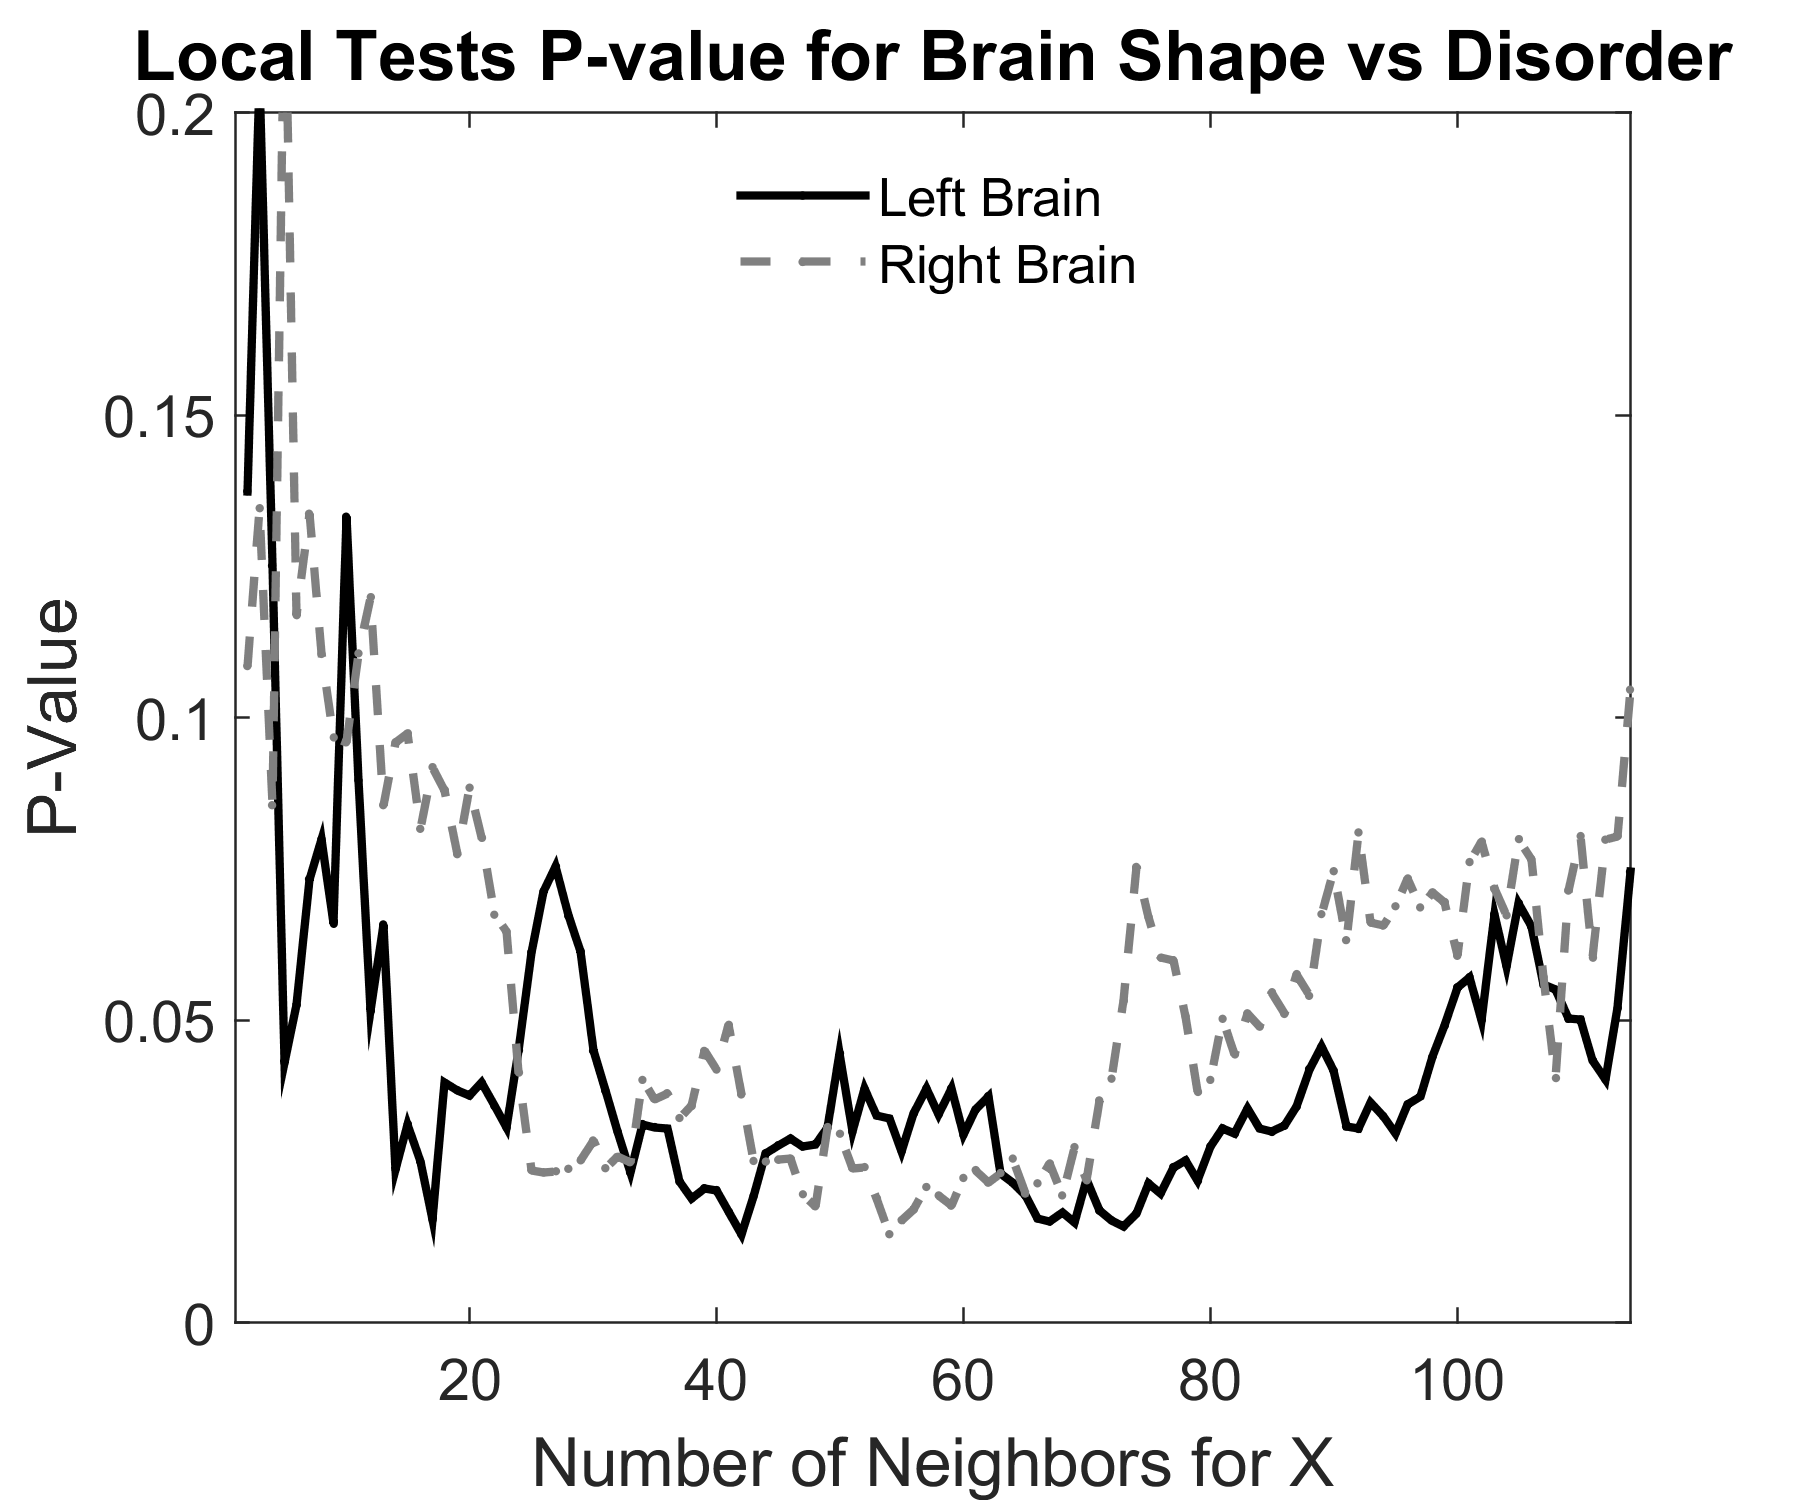 Local Tests P-value for Brain Shape vs Disorder
0.2
Left Brain
Right Brain
0.15
0.1
P-Value
0.05
0
20 40 60 80 100
Number of Neighbors for X